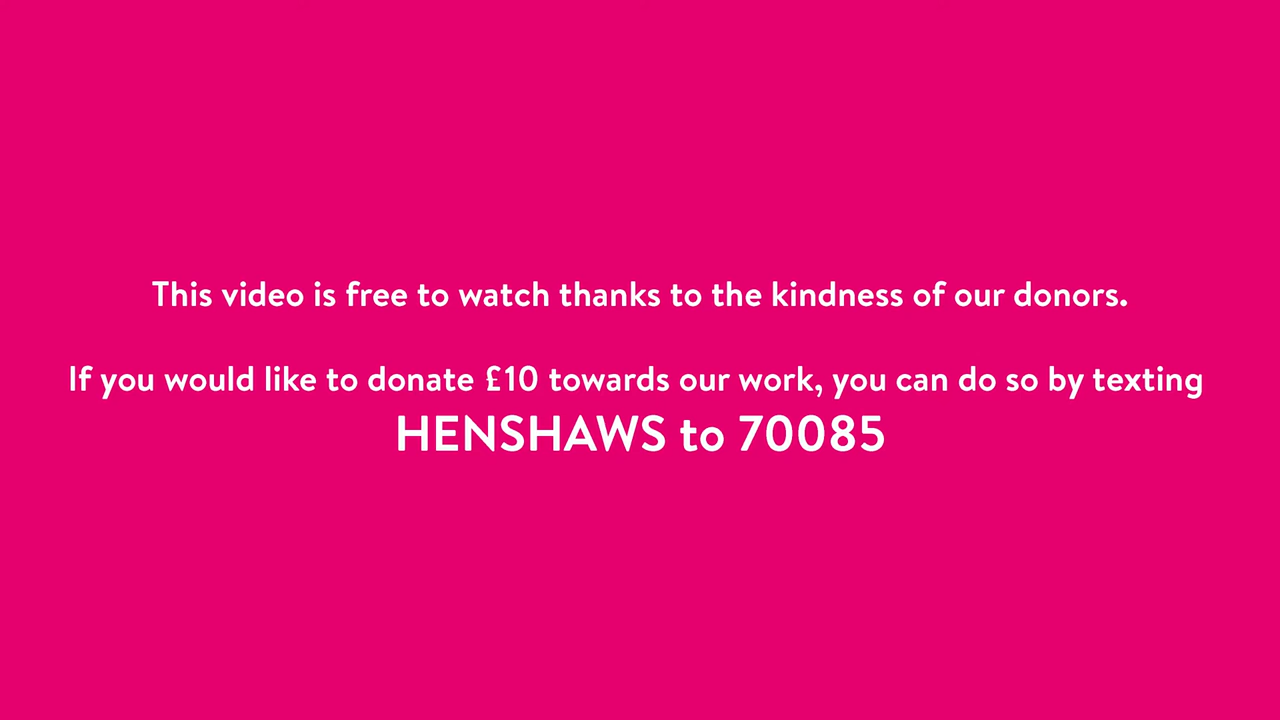 This video is free to watch thanks to the kindness of our donors.
If you would like to donate £10 towards our work, you can do so by texting
HENSHAWS to 70085